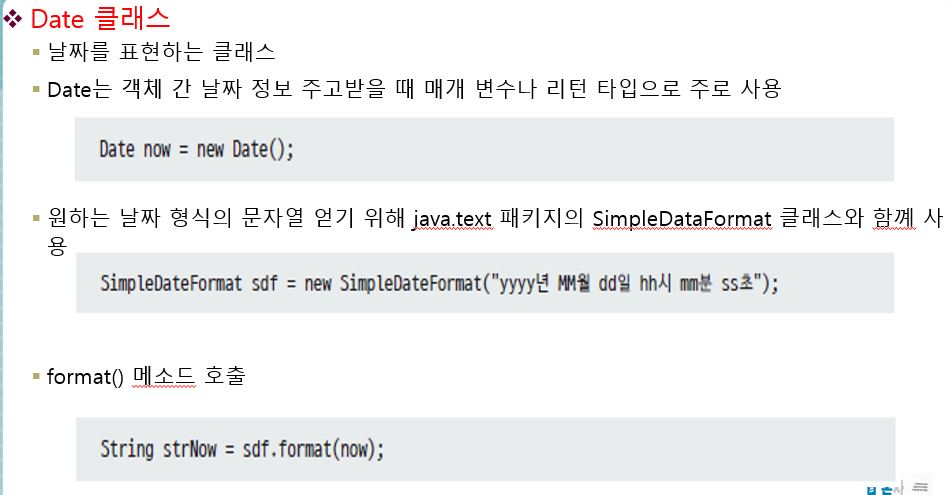 ❖ Date 클래스
▪ 날짜를 표현하는 클래스
▪ Date는 객체 간 날짜 정보 주고받을 때 매개 변수나 리턴 타입으로 주로 사용
Date now = new Date();
▪ 원하는 날짜 형식의 문자열 얻기 위해 java.text 패키지의 SimpleDataFormat 클래스와 함꼐 사
용
SimpleDateFormat sdf = new SimpleDateFormat("yyyy년 MM월 dd일 hh시 mm분 ss초");
▪ format() 메소드 호출
String strNow = sdf.format(now);